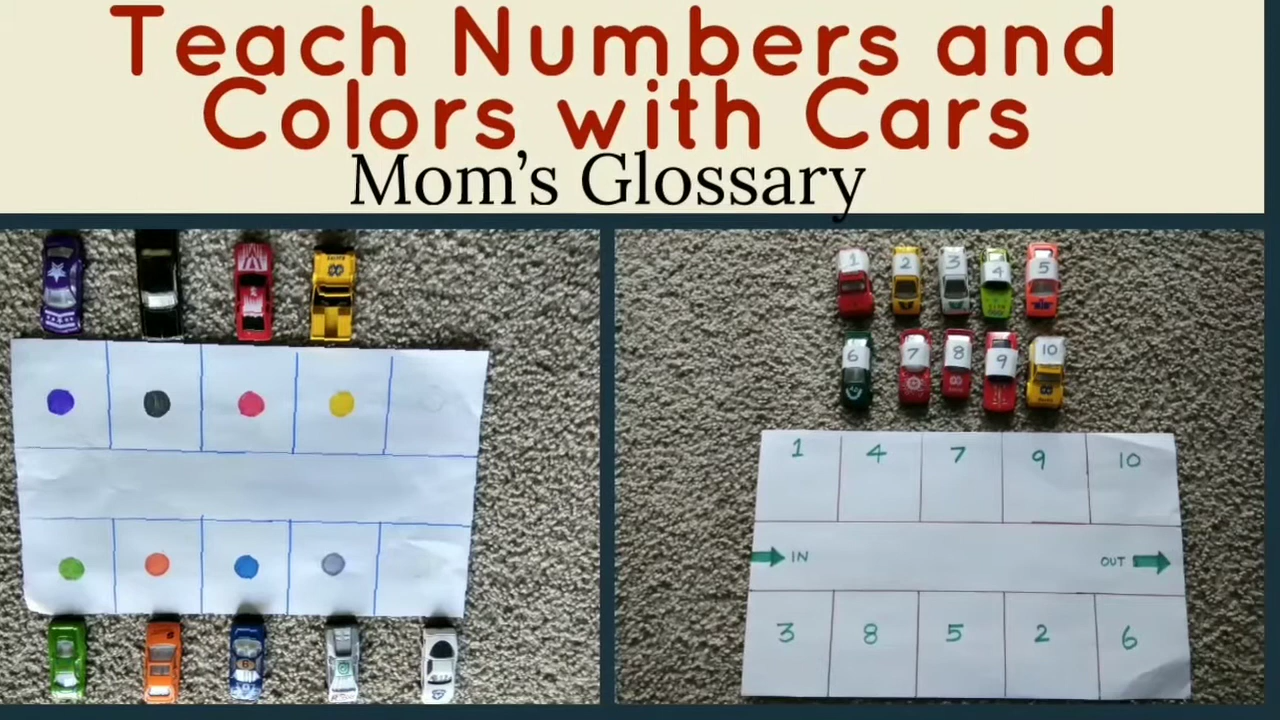 Teach Numbers and
Colors with Cars
Mom's Glossary
1 2 3 4 5
6 7 8 9 10
1 4 7 9 10
IN OUT
3 8 5 2 6